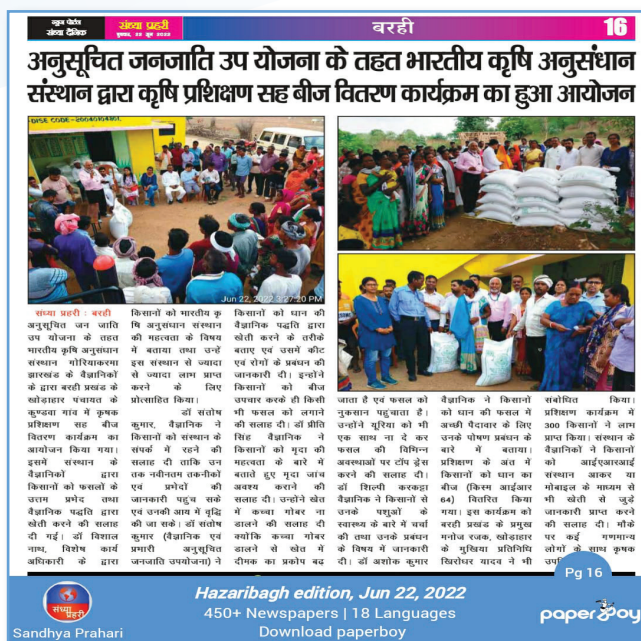 न्यूज पोर्टल
संध्या दैनिक
संध्या प्रहरी
बुधवार, 22 जून 2022
बरही
16
अनुसूचित जनजाति उप योजना के तहत भारतीय कृषि अनुसंधान
संस्थान द्वारा कृषि प्रशिक्षण सह बीज वितरण कार्यक्रम का हुआ आयोजन
DISE CODE-20040104801
Jun 22, 2022 3:27:20 PM
संध्या प्रहरी : बरही
अनुसूचित जन जाति
उप योजना के तहत
भारतीय कृषि अनुसंधान
संस्थान गोरियाकरमा
झारखंड के वैज्ञानिकों
के द्वारा बरही प्रखंड के
खोड़ाहार पंचायत के
कुण्डवा गांव में कृषक
प्रशिक्षण सह बीज
वितरण कार्यक्रम का
आयोजन किया गया।
इसमें संस्थान के
वैज्ञानिकों द्वारा
किसानों को फसलों के
उत्तम प्रभेद तथा
वैज्ञानिक पद्धति द्वारा
खेती करने की सलाह
दी गई। डॉ विशाल
नाथ, विशेष कार्य
अधिकारी के द्वारा
किसानों को भारतीय कृ
षि अनुसंधान संस्थान
की महत्वता के विषय
में बताया तथा उन्हें
इस संस्थान से ज्यादा
से ज्यादा लाभ प्राप्त
करने के लिए
प्रोत्साहित किया।
डॉ संतोष
कुमार, वैज्ञानिक ने
किसानों को संस्थान के
संपर्क में रहने की
सलाह दी ताकि उन
तक नवीनतम तकनीकों
एवं प्रभेदों की
जानकारी पहुंच सके
एवं उनकी आय में वृद्धि
की जा सके। डॉ संतोष
कुमार (वैज्ञानिक एवं
प्रभारी अनुसूचित
जनजाति उपयोजना) ने
किसानों को धान की
वैज्ञानिक पद्धति द्वारा
खेती करने के तरीके
बताए एवं उसमें कीट
एवं रोगों के प्रबंधन की
जानकारी दी। इन्होंने
किसानों को बीज
उपचार करके ही किसी
भी फसल को लगाने
की सलाह दी। डॉ प्रीति
सिंह वैज्ञानिक ने
किसानों को मृदा की
महत्वता के बारे में
बताते हुए मृदा जांच
अवश्य कराने की
सलाह दी। उन्होंने खेत
में कच्चा गोबर ना
डालने की सलाह दी
क्योंकि कच्चा गोबर
डालने से खेत में
दीमक का प्रकोप बढ़
जाता है एवं फसल को
नुकसान पहुंचाता है।
उन्होंने यूरिया को भी
एक साथ ना दे कर
फसल की विभिन्न
अवस्थाओं पर टॉप ड्रेस
करने की सलाह दी।
डॉ शिल्वी करकट्टा
वैज्ञानिक ने किसानों से
उनके पशुओं के
स्वास्थ के बारे में चर्चा
की तथा उनके प्रबंधन
के विषय में जानकारी
दी। डॉ अशोक कुमार
वैज्ञानिक ने किसानों
को धान की फसल में
अच्छी पैदावार के लिए
उनके पोषण प्रबंधन के
बारे में बताया।
प्रशिक्षण के अंत में
किसानों को धान का
बीज (किस्म आईआर
64) वितरित किया
गया। इस कार्यक्रम को
बरही प्रखंड के प्रमुख
मनोज रजक, खोड़ाहार
के मुखिया प्रतिनिधि
खिरोधर यादव ने भी
संबोधित किया।
प्रशिक्षण कार्यक्रम में
300 किसानों ने लाभ
प्राप्त किया। संस्थान के
वैज्ञानिकों ने किसानों
को आईएआरआई
संस्थान आकर या
मोबाइल के माध्यम से
भी खेती से जुड़े
जानकारी प्राप्त करने
की सलाह दी। मौके
पर कई गणमान्य
लोगों के साथ कृषक
Pg 16
संध्या
प्रहरी
Sandhya Prahari
Hazaribagh edition, Jun 22, 2022
450+ Newspapers | 18 Languages
Download paperboy
paperboy